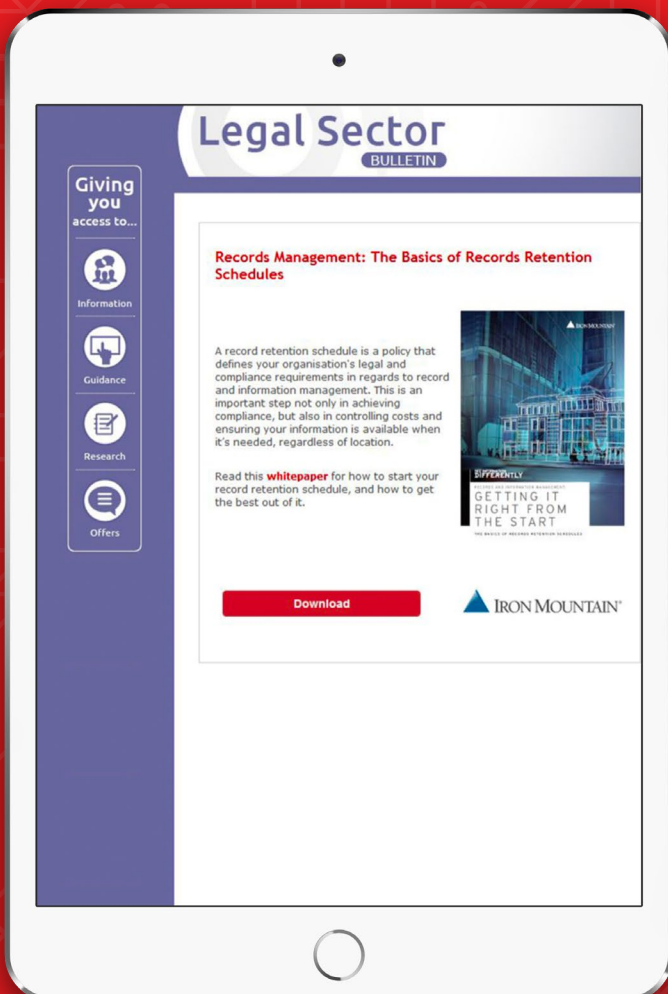 Legal Sector
BULLETIN
Giving
you
access to...
Information
Guidance
Research
Offers
Records Management: The Basics of Records Retention
Schedules
A record retention schedule is a policy that
defines your organisation's legal and
compliance requirements in regards to record
and information management. This is an
important step not only in achieving
compliance, but also in controlling costs and
ensuring your information is available when
it's needed, regardless of location.
Read this whitepaper for how to start your
record retention schedule, and how to get
the best out of it.
IRON MOUNTAIN
DIFFERENTLY
RECORDS AND INFORMATION MANAGEMENT
GETTING IT
RIGHT FROM
THE START
THE BASICS OF RECORDS RETENTION SCHEDULES
Download
IRON MOUNTAIN®